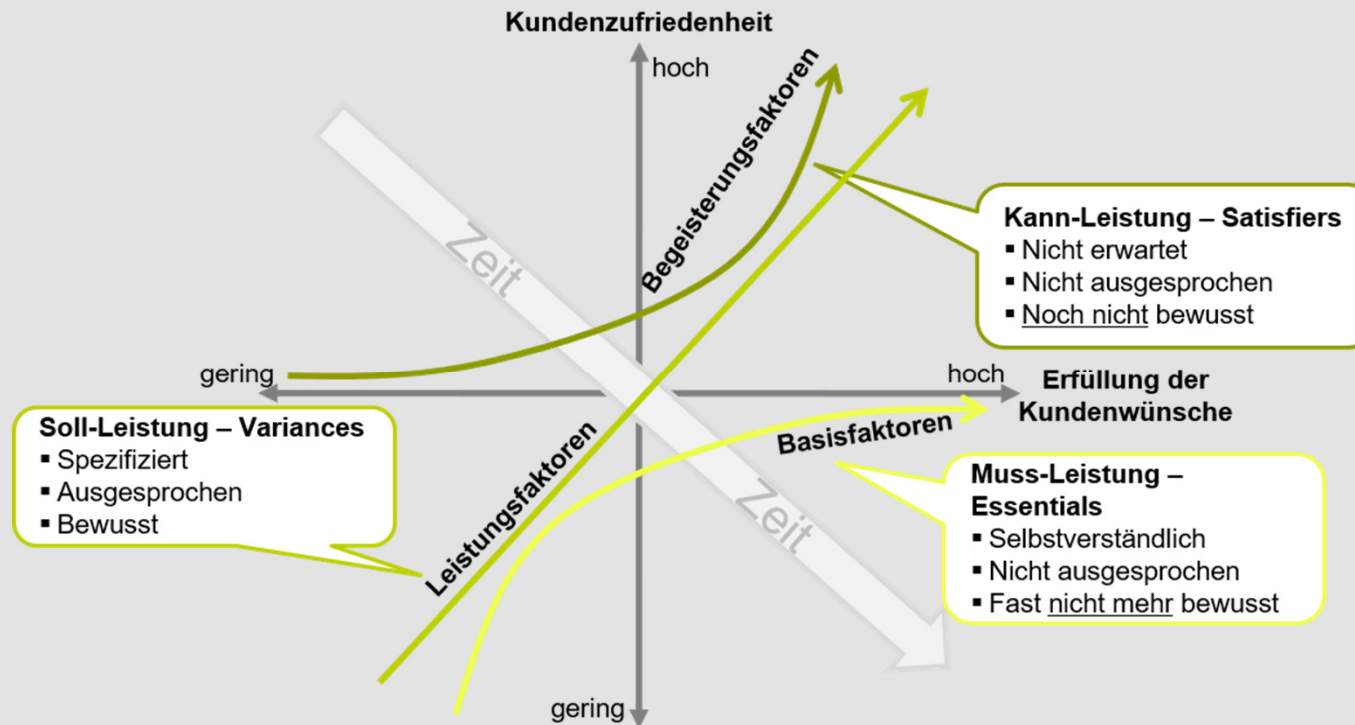 Kundenzufriedenheit
hoch
Begeisterungsfaktoren
Zeit
Kann-Leistung – Satisfiers
▪ Nicht erwartet
▪ Nicht ausgesprochen
▪ Noch nicht bewusst
gering
hoch
Erfüllung der
Kundenwünsche
Soll-Leistung – Variances
▪ Spezifiziert
▪ Ausgesprochen
▪ Bewusst
Leistungsfaktoren
Basisfaktoren
Zeit
Muss-Leistung –
Essentials
▪ Selbstverständlich
▪ Nicht ausgesprochen
▪ Fast nicht mehr bewusst
gering